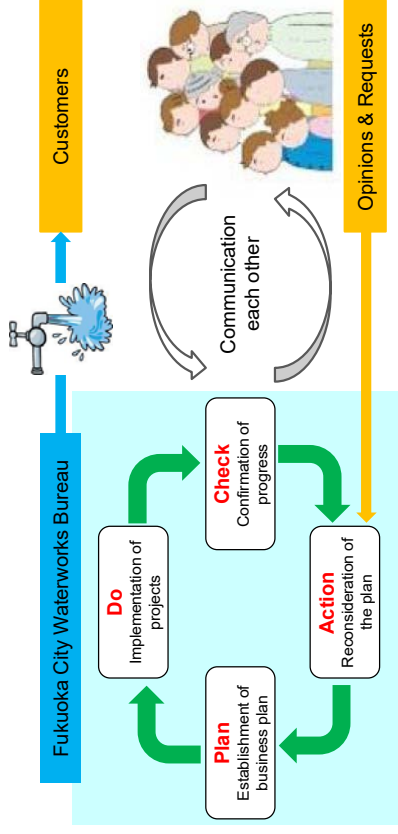 Fukuoka City Waterworks Bureau
Customers
Do
Implementation of
projects
Plan
Establishment of
business plan
Check
Confirmation of
progress
Action
Reconsideration of
the plan
Communication
each other
Opinions & Requests